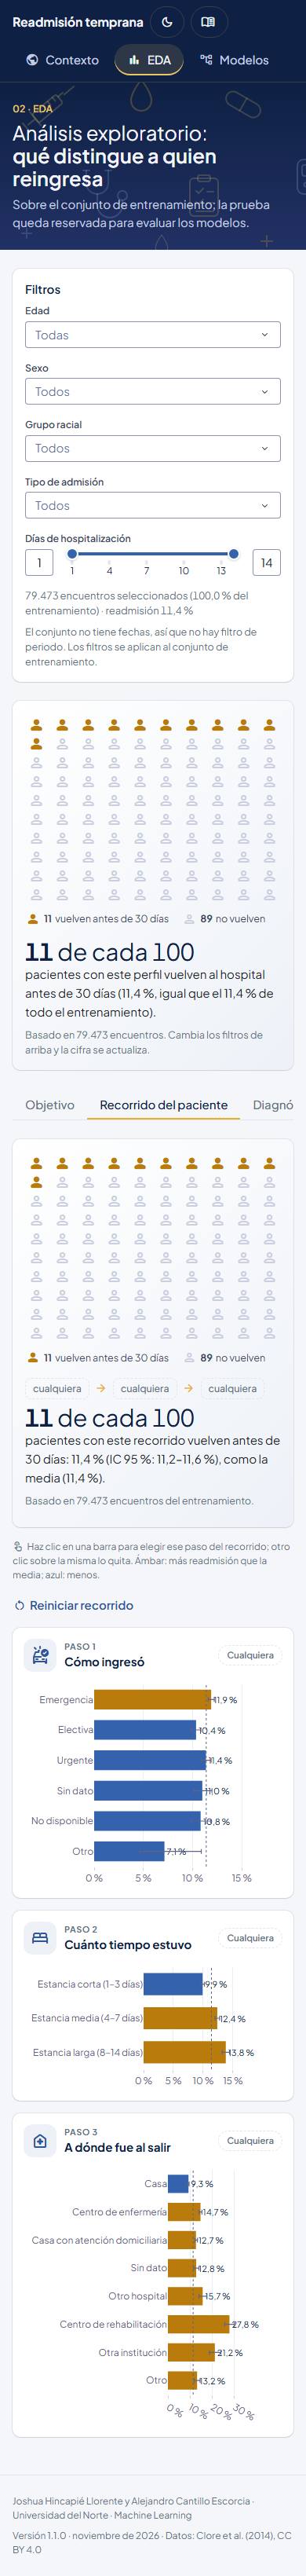 Readmisión temprana
Contexto
EDA
Modelos
02 · EDA
Análisis exploratorio:
qué distingue a quien
reingresa
Sobre el conjunto de entrenamiento; la prueba
queda reservada para evaluar los modelos.
Filtros
Edad
Todas
Sexo
Todos
Grupo racial
Todos
Tipo de admisión
Todos
Días de hospitalización
1
14
1 4 7 10 13
79.473 encuentros seleccionados (100,0 % del
entrenamiento) · readmisión 11,4 %
El conjunto no tiene fechas, así que no hay filtro de
periodo. Los filtros se aplican al conjunto de
entrenamiento.
11 vuelven antes de 30 días 89 no vuelven
11 de cada 100
pacientes con este perfil vuelven al hospital
antes de 30 días (11,4 %, igual que el 11,4 % de
todo el entrenamiento).
Basado en 79.473 encuentros. Cambia los filtros de
arriba y la cifra se actualiza.
Objetivo Recorrido del paciente Diagnó
11 vuelven antes de 30 días 89 no vuelven
cualquiera → cualquiera → cualquiera
11 de cada 100
pacientes con este recorrido vuelven antes de
30 días: 11,4 % (IC 95 %: 11,2–11,6 %), como la
media (11,4 %).
Basado en 79.473 encuentros del entrenamiento.
Haz clic en una barra para elegir ese paso del recorrido; otro
clic sobre la misma lo quita. Ámbar: más readmisión que la
media; azul: menos.
Reiniciar recorrido
PASO 1
Cómo ingresó
Cualquiera
Emergencia 11,9 %
Electiva 10,4 %
Urgente 11,4 %
Sin dato 11,0 %
No disponible 10,8 %
Otro 7,1 %
0 % 5 % 10 % 15 %
PASO 2
Cuánto tiempo estuvo
Cualquiera
Estancia corta (1–3 días) 9,9 %
Estancia media (4–7 días) 12,4 %
Estancia larga (8–14 días) 13,8 %
0 % 5 % 10 % 15 %
PASO 3
A dónde fue al salir
Cualquiera
Casa 9,3 %
Centro de enfermería 14,7 %
Casa con atención domiciliaria 12,7 %
Sin dato 12,8 %
Otro hospital 15,7 %
Centro de rehabilitación 27,8 %
Otra institución 21,2 %
Otro 13,2 %
0 % 10 % 20 % 30 %
Joshua Hincapié Llorente y Alejandro Cantillo Escorcia ·
Universidad del Norte · Machine Learning
Versión 1.1.0 · noviembre de 2026 · Datos: Clore et al. (2014), CC
BY 4.0